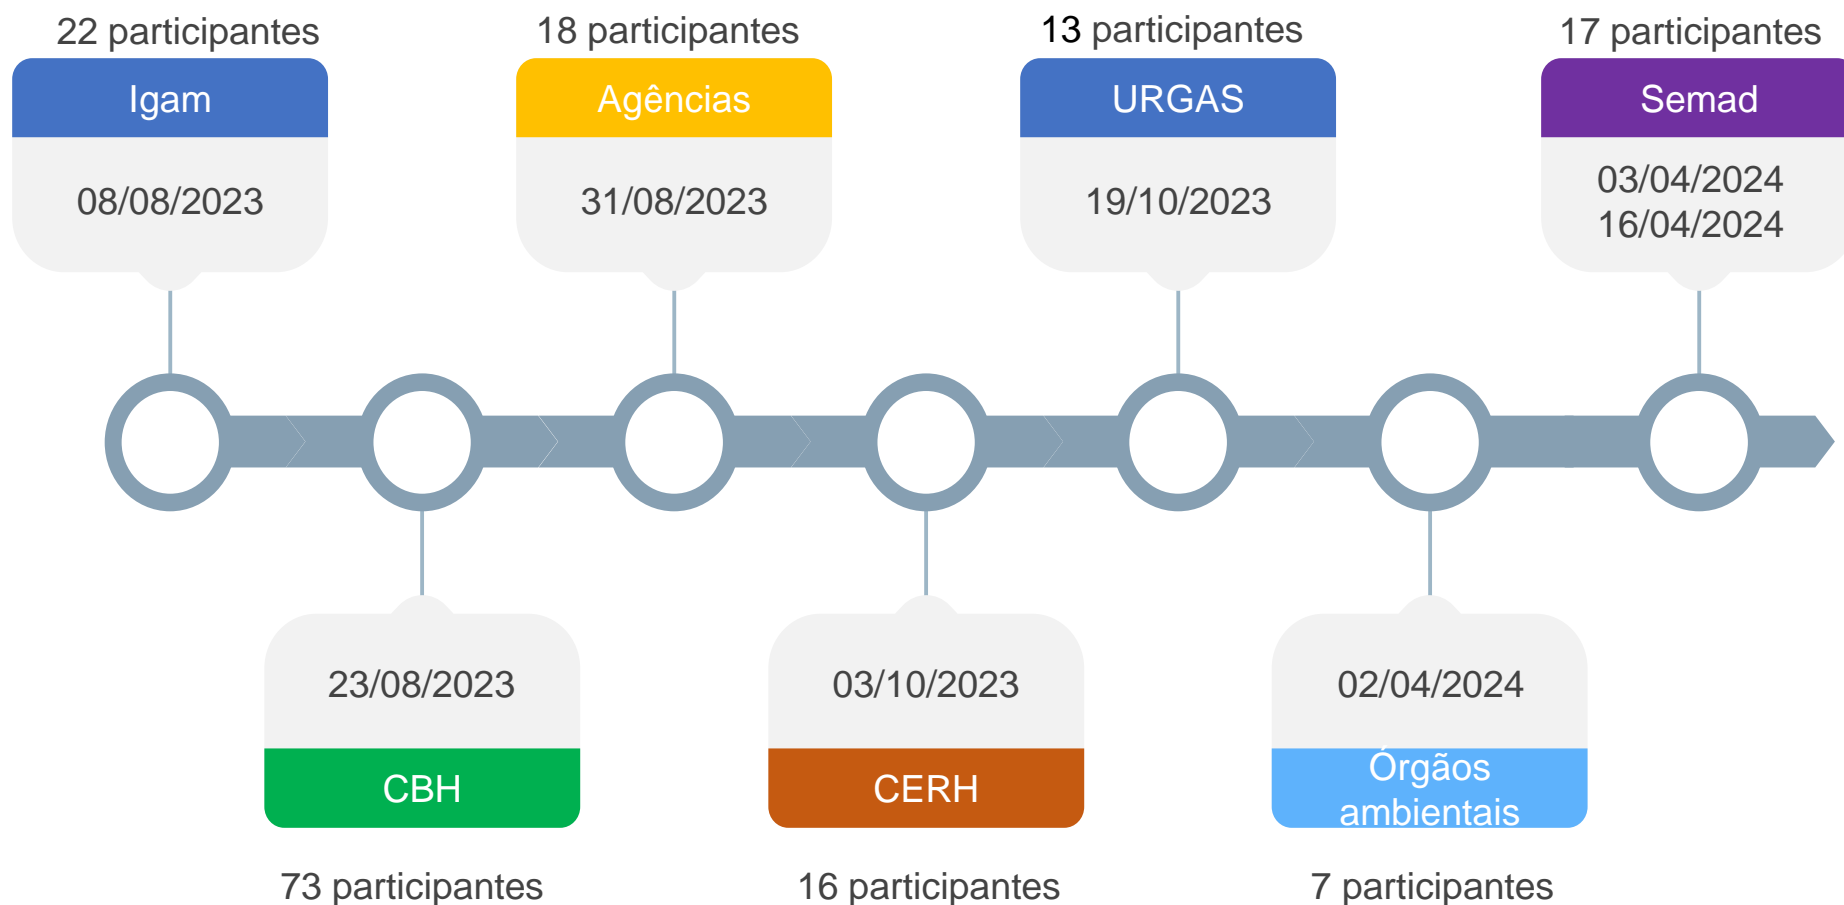 22 participantes
Igam
08/08/2023
18 participantes
Agências
31/08/2023
13 participantes
URGAS
19/10/2023
17 participantes
Semad
03/04/2024
16/04/2024
23/08/2023
CBH
73 participantes
03/10/2023
CERH
16 participantes
02/04/2024
Órgãos
ambientais
7 participantes